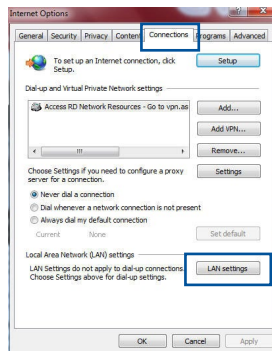 Internet Options
General Security Privacy Content Connections Programs Advanced
To set up an Internet connection, click
Setup.
Setup
Dial-up and Virtual Private Network settings
Access RD Network Resources - Go to vpn.as
Add...
Add VPN...
Remove...
Choose Settings if you need to configure a proxy
server for a connection.
Settings
Never dial a connection
Dial whenever a network connection is not present
Always dial my default connection
Current None
Set default
Local Area Network (LAN) settings
LAN Settings do not apply to dial-up connections.
Choose Settings above for dial-up settings.
LAN settings
OK Cancel Apply